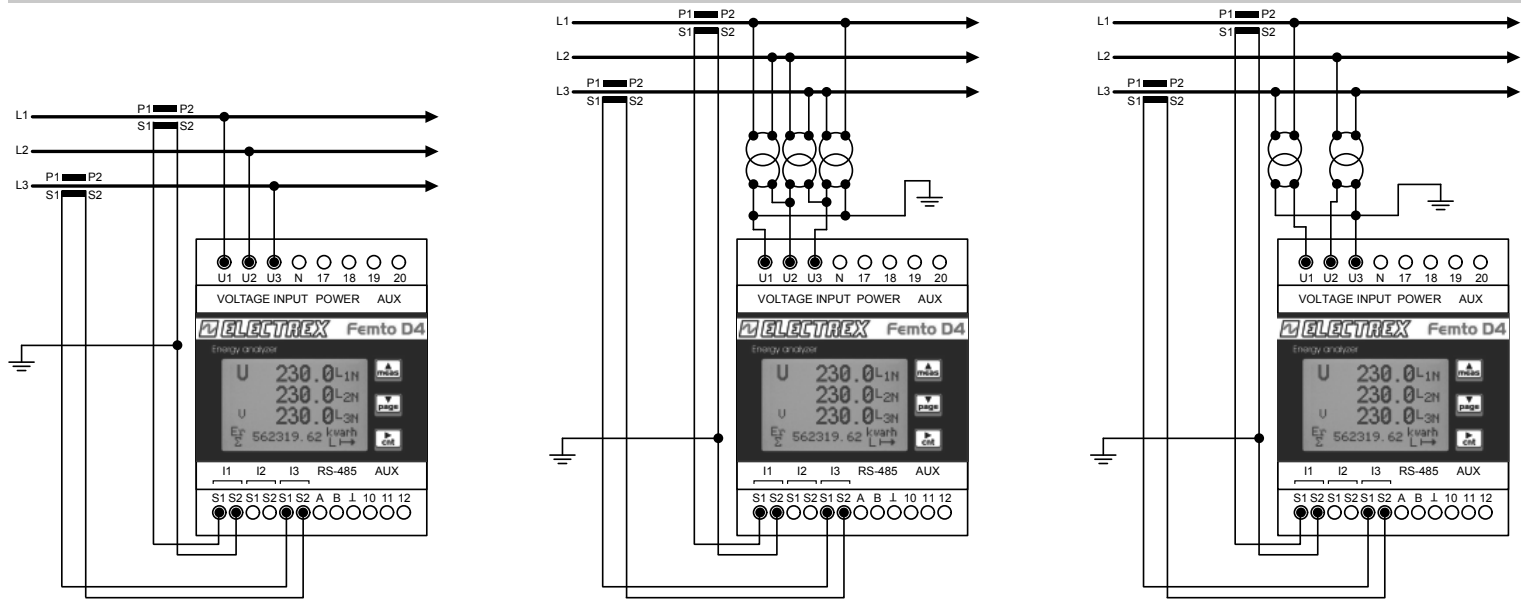 L1
P1 P2
S1 S2
L2
L3
P1 P2
S1 S2
U1 U2 U3 N 17 18 19 20
VOLTAGE INPUT POWER AUX
ELECTREX Femto D4
Energy analyzer
U 230.0 L1N
230.0 L2N
V 230.0 L3N
Er Σ 562319.62 kvarh L
meas
page
cnt
I1 I2 I3 RS-485 AUX
S1 S2 S1 S2 S1 S2 A B ⊥ 10 11 12
L1
P1 P2
S1 S2
L2
L3
P1 P2
S1 S2
U1 U2 U3 N 17 18 19 20
VOLTAGE INPUT POWER AUX
ELECTREX Femto D4
Energy analyzer
U 230.0 L1N
230.0 L2N
V 230.0 L3N
Er Σ 562319.62 kvarh L
meas
page
cnt
I1 I2 I3 RS-485 AUX
S1 S2 S1 S2 S1 S2 A B ⊥ 10 11 12
L1
P1 P2
S1 S2
L2
L3
P1 P2
S1 S2
U1 U2 U3 N 17 18 19 20
VOLTAGE INPUT POWER AUX
ELECTREX Femto D4
Energy analyzer
U 230.0 L1N
230.0 L2N
V 230.0 L3N
Er Σ 562319.62 kvarh L
meas
page
cnt
I1 I2 I3 RS-485 AUX
S1 S2 S1 S2 S1 S2 A B ⊥ 10 11 12